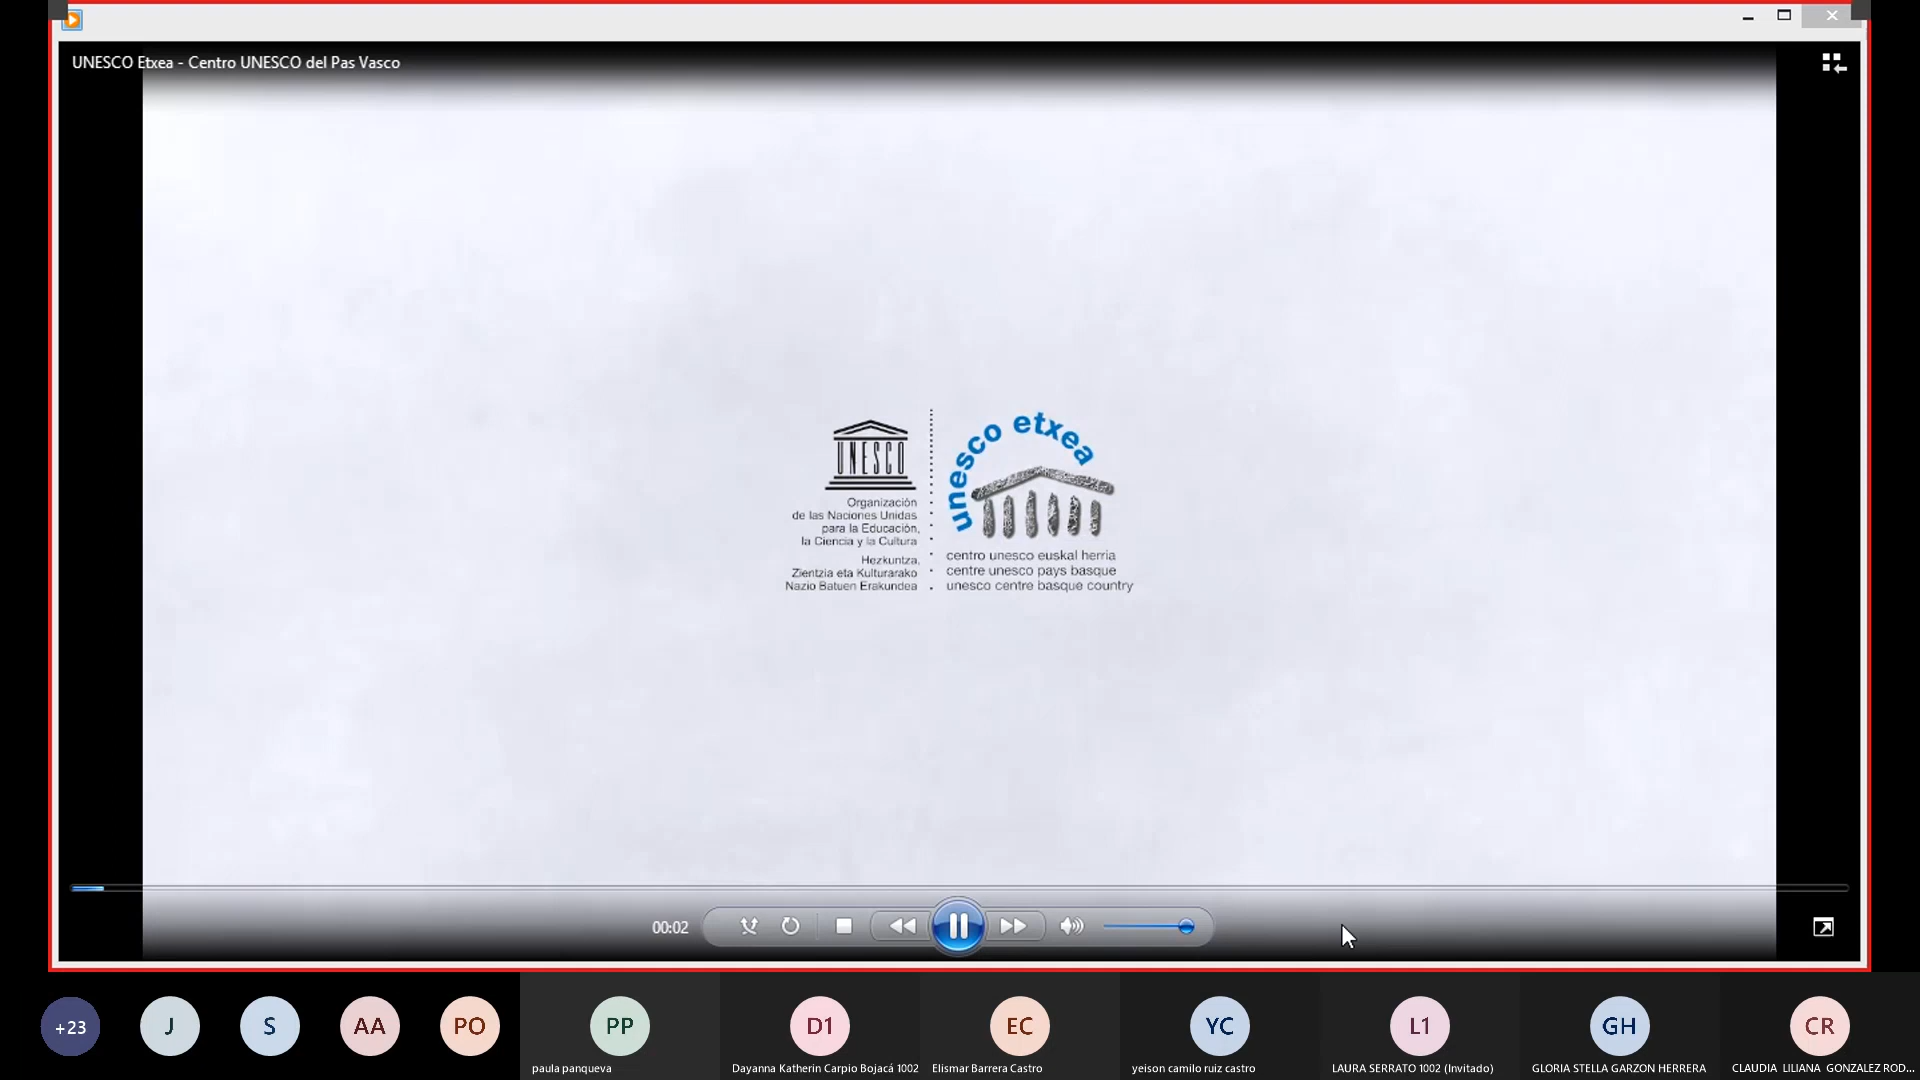 UNESCO Etxea - Centro UNESCO del Pas Vasco
UNESCO
Organización
de las Naciones Unidas
para la Educación,
la Ciencia y la Cultura
Hezkuntza,
Zientzia eta Kulturarako
Nazio Batuen Erakundea
unesco etxea
centro unesco euskal herria
centre unesco pays basque
unesco centre basque country
00:02
+23
J
S
AA
PO
PP
D1
EC
YC
L1
GH
CR
paula panqueva
Dayanna Katherin Carpio Bojacá 1002
Elismar Barrera Castro
yeison camilo ruiz castro
LAURA SERRATO 1002 (Invitado)
GLORIA STELLA GARZON HERRERA
CLAUDIA LILIANA GONZALEZ ROD...